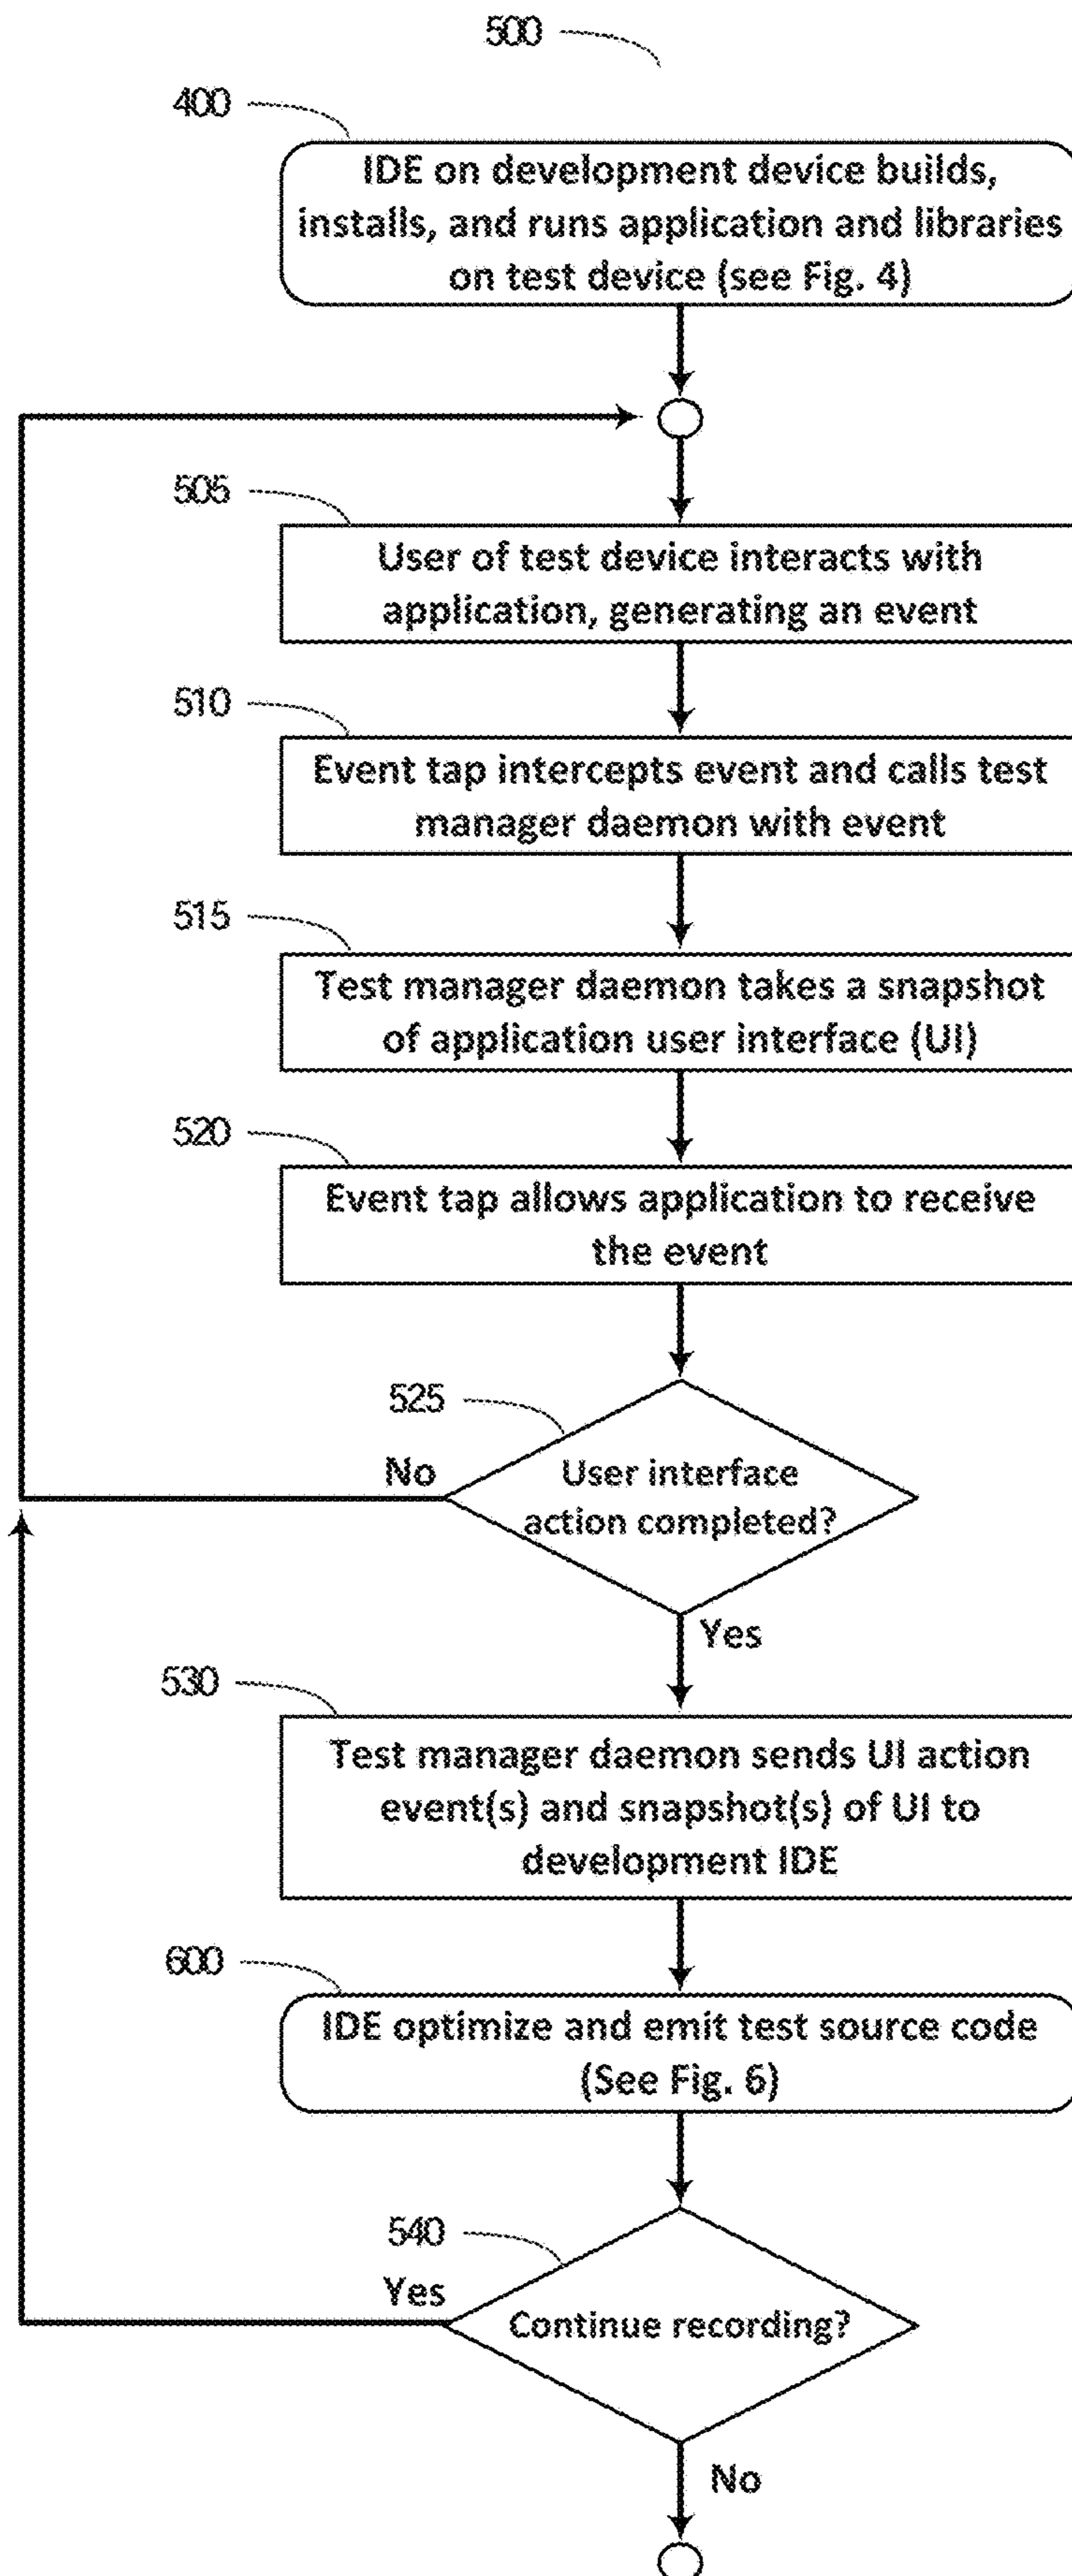 500
400
IDE on development device builds,
installs, and runs application and libraries
on test device (see Fig. 4)
505
User of test device interacts with
application, generating an event
510
Event tap intercepts event and calls test
manager daemon with event
515
Test manager daemon takes a snapshot
of application user interface (UI)
520
Event tap allows application to receive
the event
525
No
User interface
action completed?
Yes
530
Test manager daemon sends UI action
event(s) and snapshot(s) of UI to
development IDE
600
IDE optimize and emit test source code
(See Fig. 6)
540
Yes
Continue recording?
No